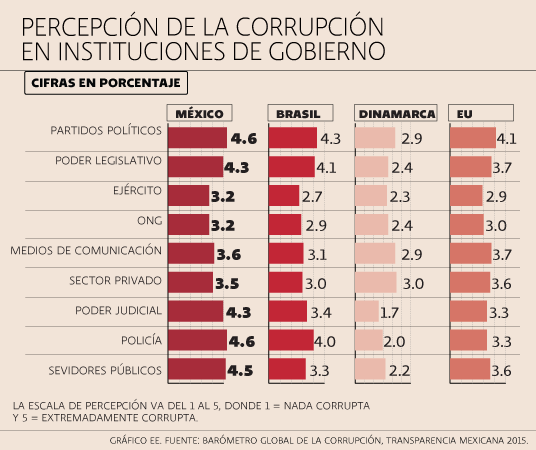 PERCEPCIÓN DE LA CORRUPCIÓN
EN INSTITUCIONES DE GOBIERNO
CIFRAS EN PORCENTAJE
MÉXICO BRASIL DINAMARCA EU
PARTIDOS POLÍTICOS 4.6 4.3 2.9 4.1
PODER LEGISLATIVO 4.3 4.1 2.4 3.7
EJÉRCITO 3.2 2.7 2.3 2.9
ONG 3.2 2.9 2.4 3.0
MEDIOS DE COMUNICACIÓN 3.6 3.1 2.9 3.7
SECTOR PRIVADO 3.5 3.0 3.0 3.6
PODER JUDICIAL 4.3 3.4 1.7 3.3
POLICÍA 4.6 4.0 2.0 3.3
SEVIDORES PÚBLICOS 4.5 3.3 2.2 3.6
LA ESCALA DE PERCEPCIÓN VA DEL 1 AL 5, DONDE 1 = NADA CORRUPTA
Y 5 = EXTREMADAMENTE CORRUPTA.
GRÁFICO EE. FUENTE: BARÓMETRO GLOBAL DE LA CORRUPCIÓN, TRANSPARENCIA MEXICANA 2015.